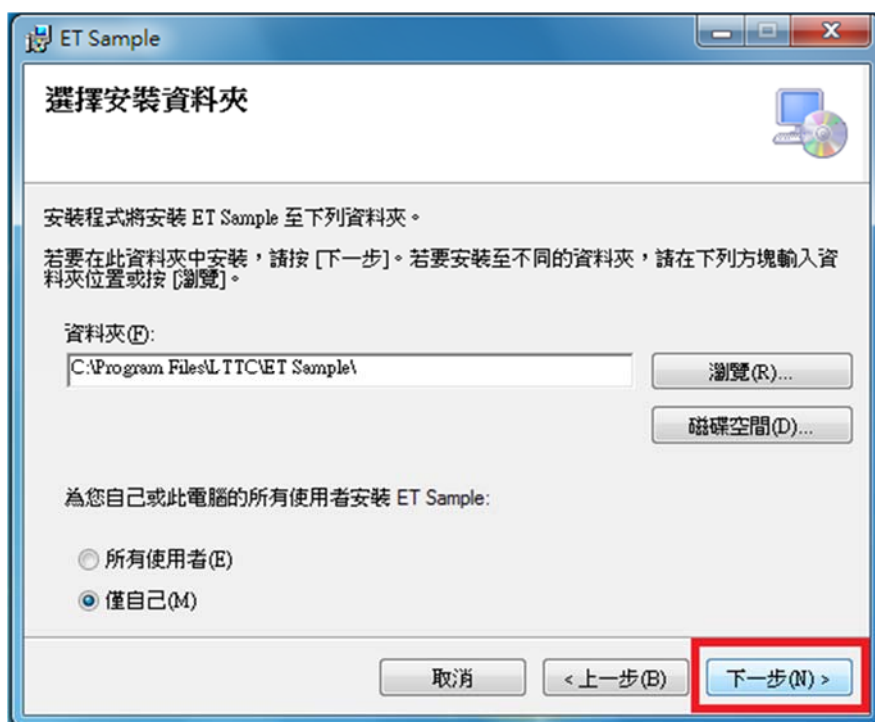 ET Sample
選擇安裝資料夾
安裝程式將安裝 ET Sample 至下列資料夾。
若要在此資料夾中安裝，請按 [下一步]。若要安裝至不同的資料夾，請在下列方塊輸入資
料夾位置或按 [瀏覽]。
資料夾(F):
C:\Program Files\LTTC\ET Sample\
瀏覽(R)...
磁碟空間(D)...
為您自己或此電腦的所有使用者安裝 ET Sample:
所有使用者(E)
僅自己(M)
取消
<上一步(B)
下一步(N) >